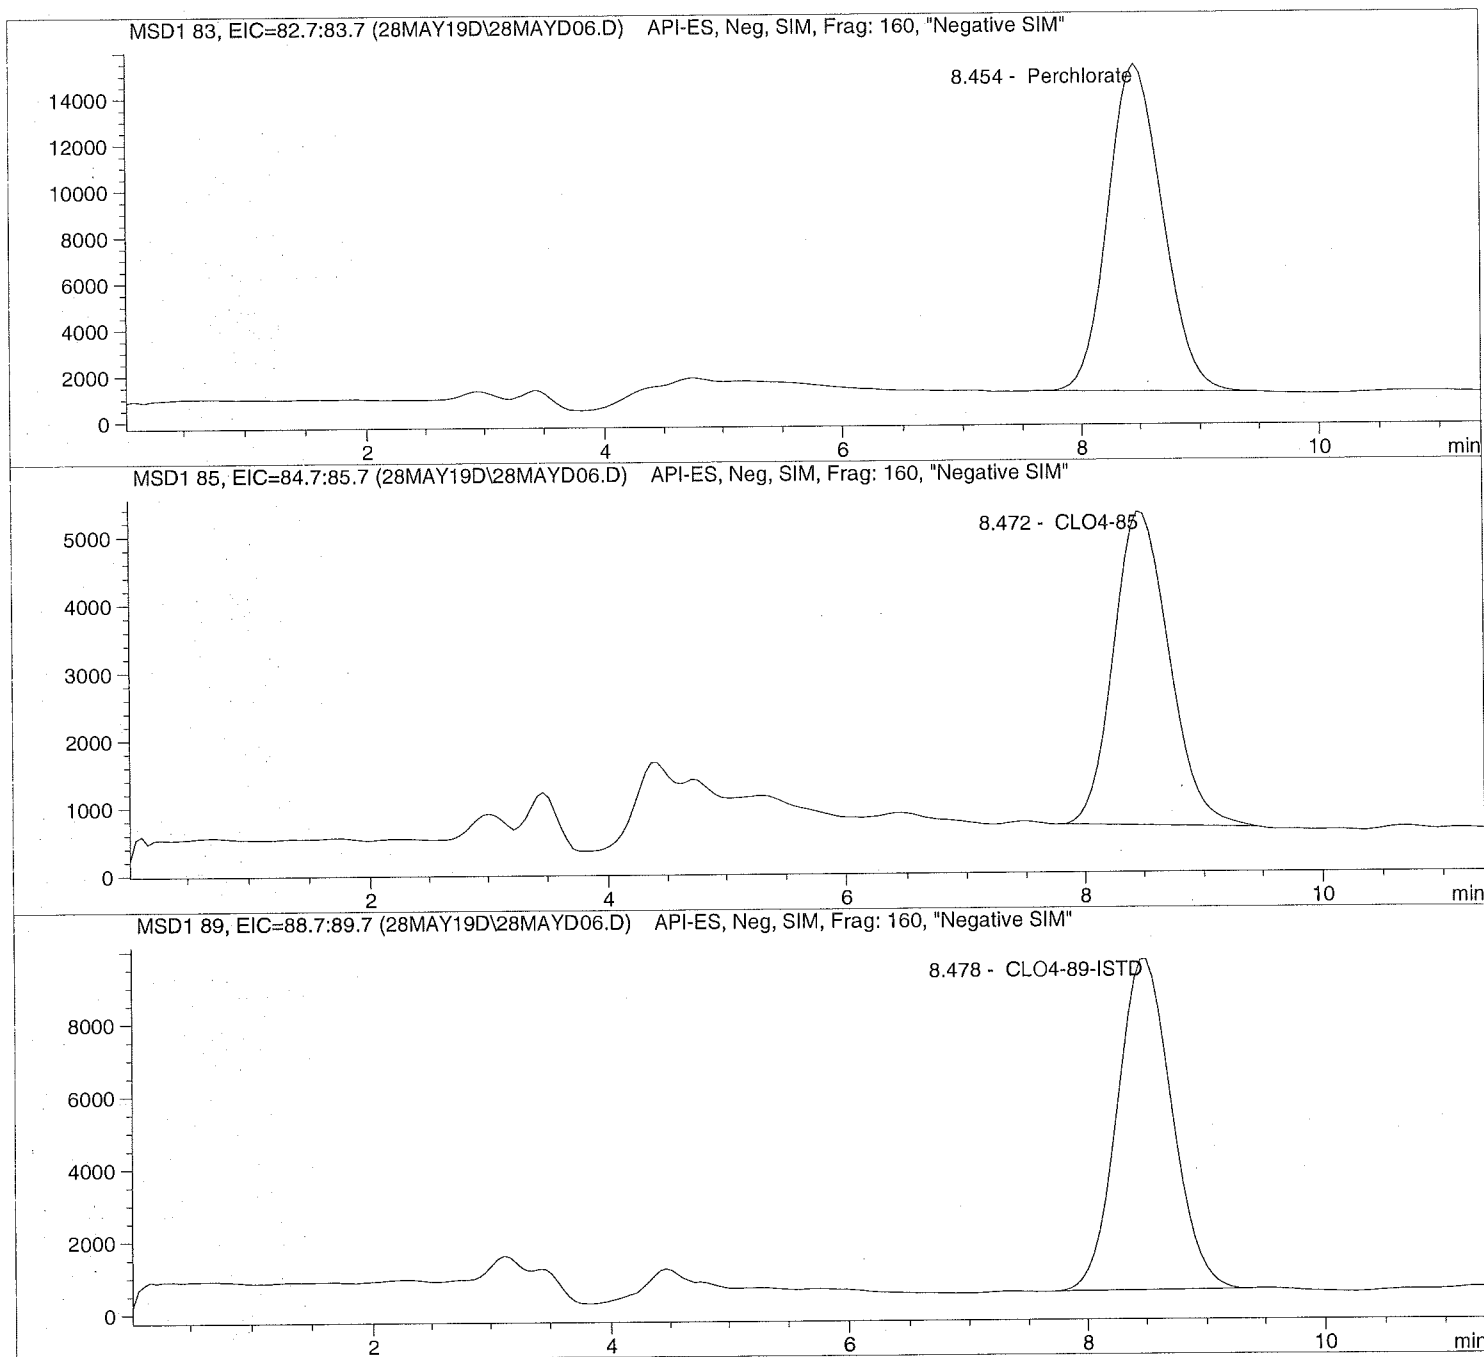 MSD1 83, EIC=82.7:83.7 (28MAY19D\28MAYD06.D) API-ES, Neg, SIM, Frag: 160, "Negative SIM"
8.454 - Perchlorate
14000
12000
10000
8000
6000
4000
2000
0
2 4 6 8 10 min
MSD1 85, EIC=84.7:85.7 (28MAY19D\28MAYD06.D) API-ES, Neg, SIM, Frag: 160, "Negative SIM"
8.472 - CLO4-85
5000
4000
3000
2000
1000
0
2 4 6 8 10 min
MSD1 89, EIC=88.7:89.7 (28MAY19D\28MAYD06.D) API-ES, Neg, SIM, Frag: 160, "Negative SIM"
8.478 - CLO4-89-ISTD
8000
6000
4000
2000
0
2 4 6 8 10 min